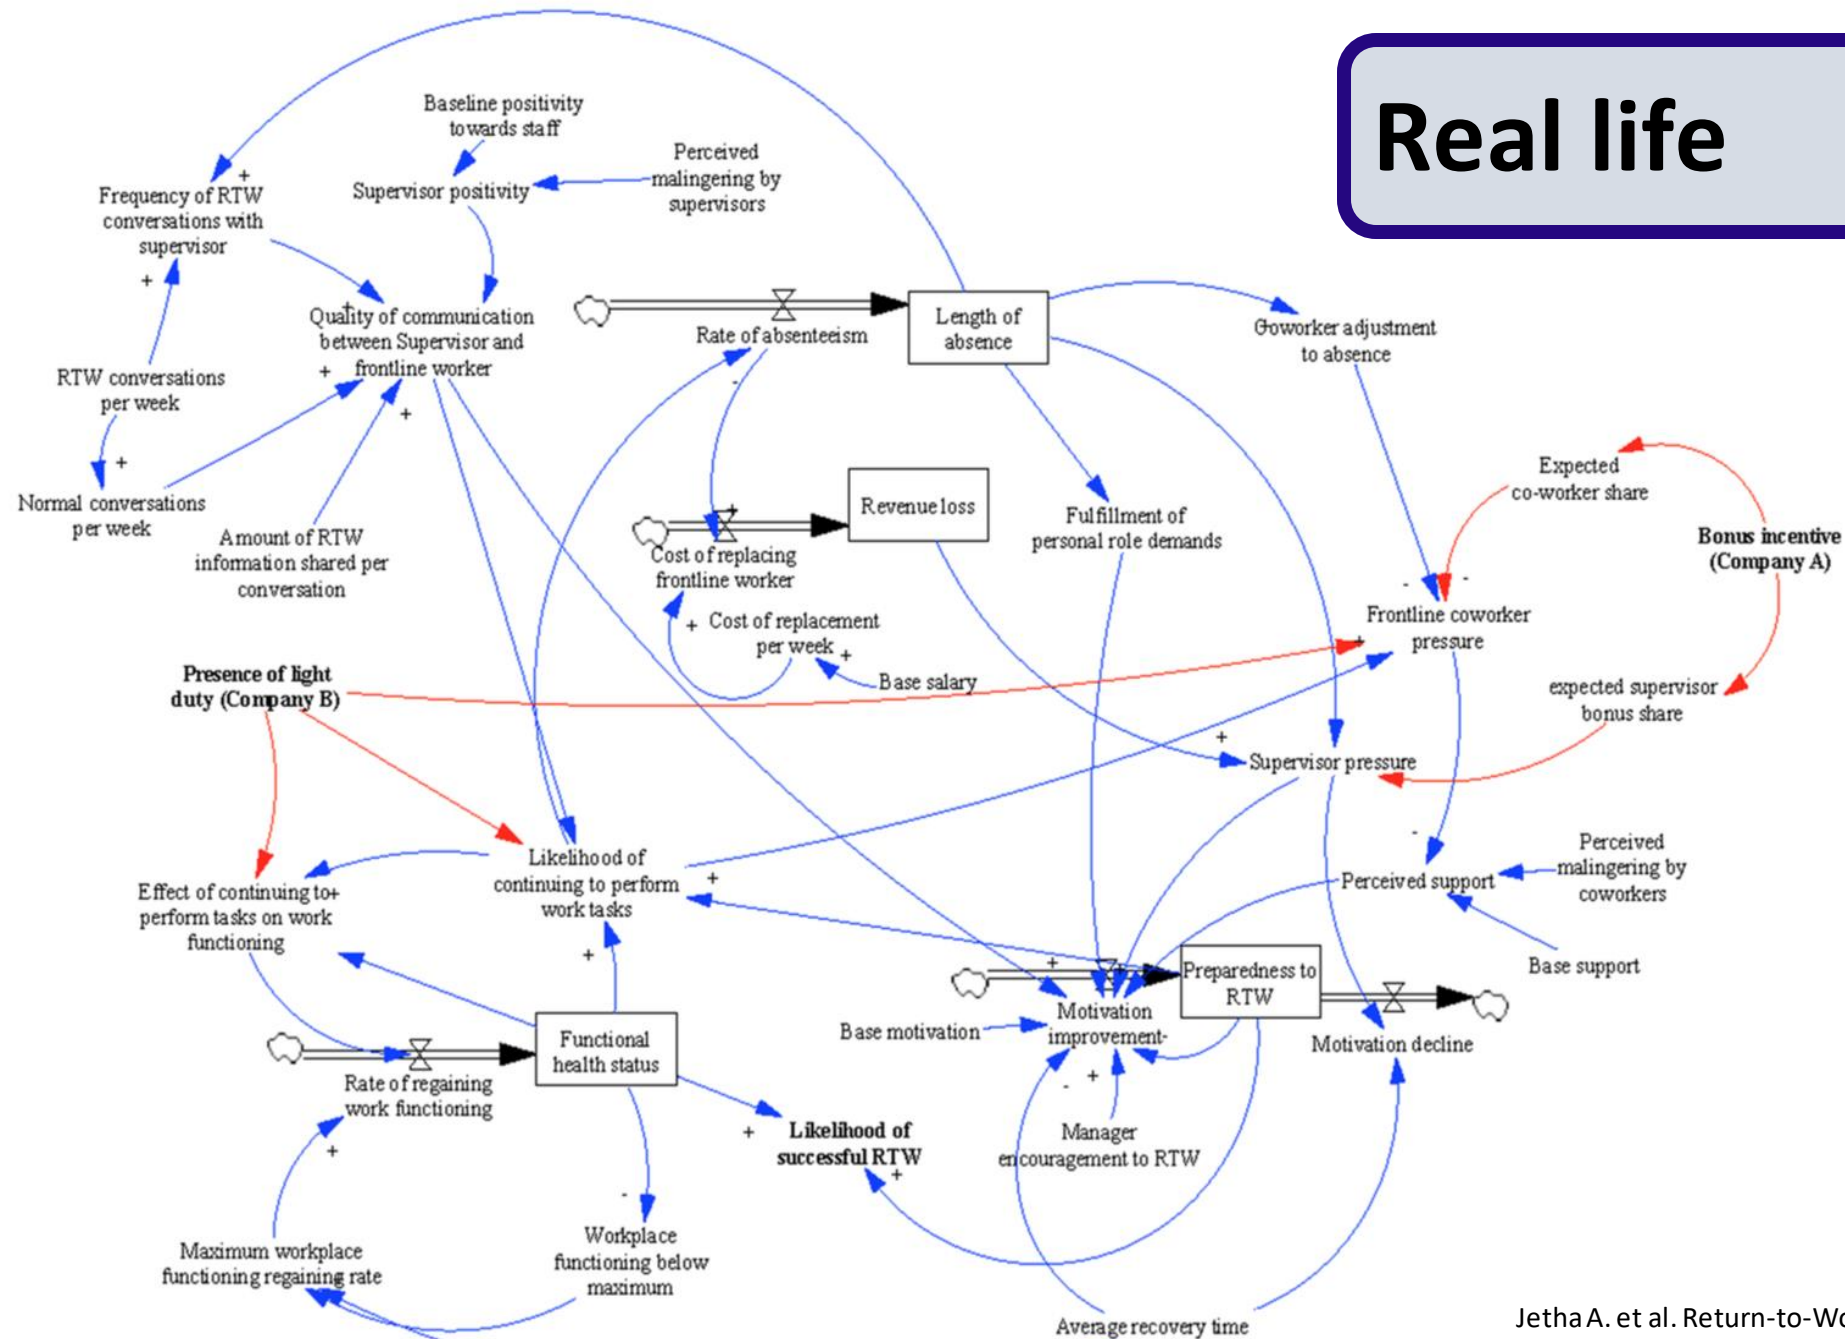 Real life
Baseline positivity
towards staff
Perceived
malingering by
supervisors
Supervisor positivity
+
Frequency of RTW
conversations with
supervisor
+
+
Quality of communication
between Supervisor and
frontline worker
+
+
RTW conversations
per week
+
Normal conversations
per week
Amount of RTW
information shared per
conversation
Rate of absenteeism
-
Length of
absence
Coworker adjustment
to absence
Revenue loss
+
Cost of replacing
frontline worker
+
Cost of replacement
per week
+
Base salary
Fulfillment of
personal role demands
Expected
co-worker share
Bonus incentive
(Company A)
-
-
Frontline coworker
pressure
+
expected supervisor
bonus share
+
Supervisor pressure
Presence of light
duty (Company B)
Likelihood of
continuing to perform
work tasks
+
+
Effect of continuing to+
perform tasks on work
functioning
-
Perceived support
Perceived
malingering by
coworkers
Base support
Functional
health status
Rate of regaining
work functioning
+
+
+
Preparedness to
RTW
Base motivation
Motivation
improvement-
-
+
Motivation decline
Manager
encouragement to RTW
+
Likelihood of
successful RTW
+
-
Workplace
functioning below
maximum
Maximum workplace
functioning regaining rate
Average recovery time
Jetha A. et al. Return-to-Wo